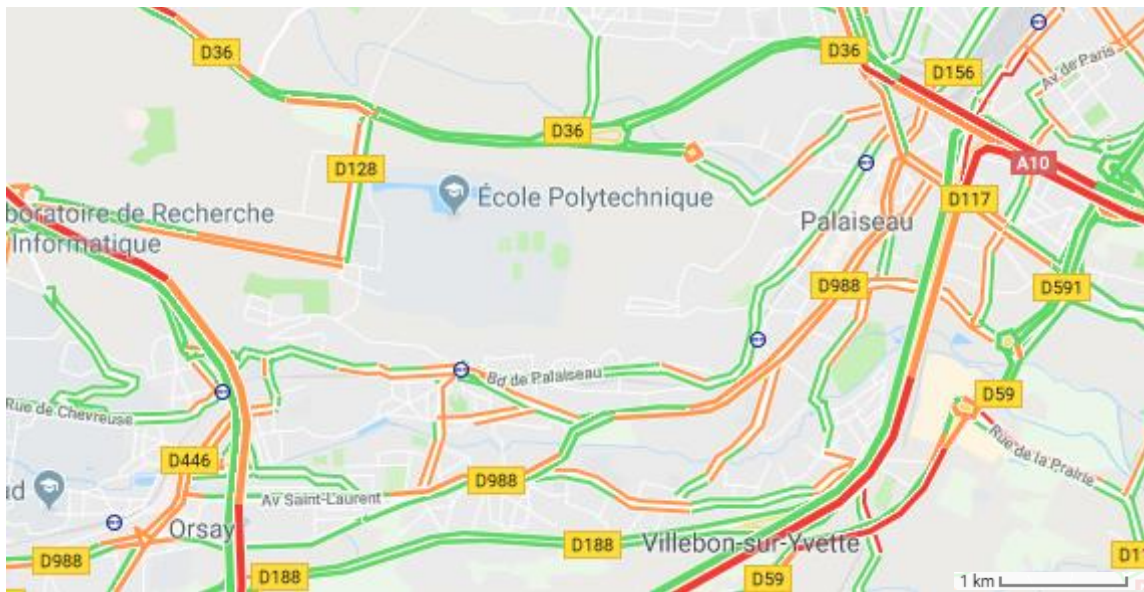 D36
D36
D156
Av de Paris
D36
D128
A10
École Polytechnique
D117
boratoire de Recherche
Informatique
Palaiseau
D988
D591
Bd de Palaiseau
D59
Rue de Chevreuse
Rue de la Prairie
D446
D988
ud
Av Saint-Laurent
Orsay
D188
Villebon-sur-Yvette
D988
D188
D59
D11
1 km